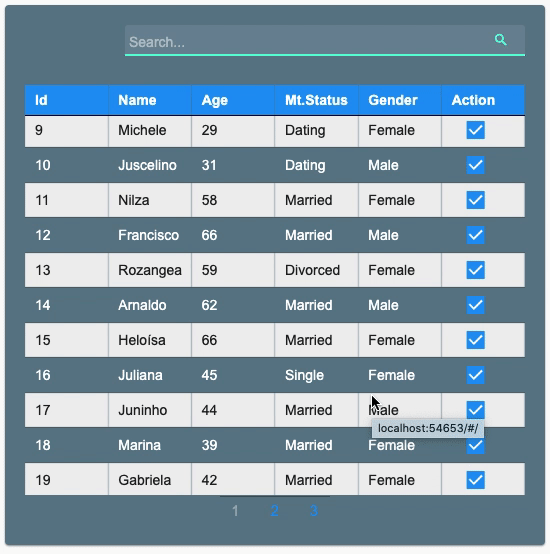 Search...
Id Name Age Mt.Status Gender Action
9 Michele 29 Dating Female
10 Juscelino 31 Dating Male
11 Nilza 58 Married Female
12 Francisco 66 Married Male
13 Rozangea 59 Divorced Female
14 Arnaldo 62 Married Male
15 Heloísa 66 Married Female
16 Juliana 45 Single Female
17 Juninho 44 Married Male
localhost:54653/#/
18 Marina 39 Married Female
19 Gabriela 42 Married Female
1 2 3